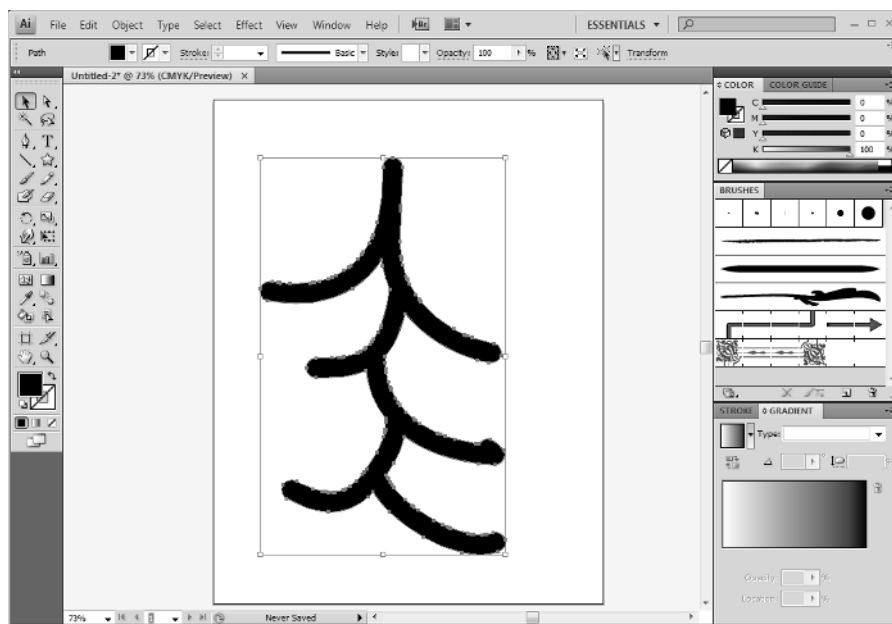 Ai File Edit Object Type Select Effect View Window Help Br ESSENTIALS
Path Stroke: Basic Style: Opacity: 100 % Transform
Untitled-2* @ 73% (CMYK/Preview) ×
COLOR COLOR GUIDE
C 0 %
M 0 %
Y 0 %
K 100 %
BRUSHES
STROKE GRADIENT
Type:
Opacity: %
Location: %
73% Never Saved